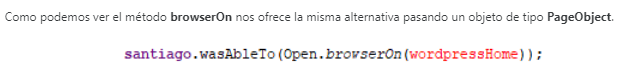 Como podemos ver el método browserOn nos ofrece la misma alternativa pasando un objeto de tipo PageObject.
santiago.wasAbleTo(Open.browserOn(wordpressHome));